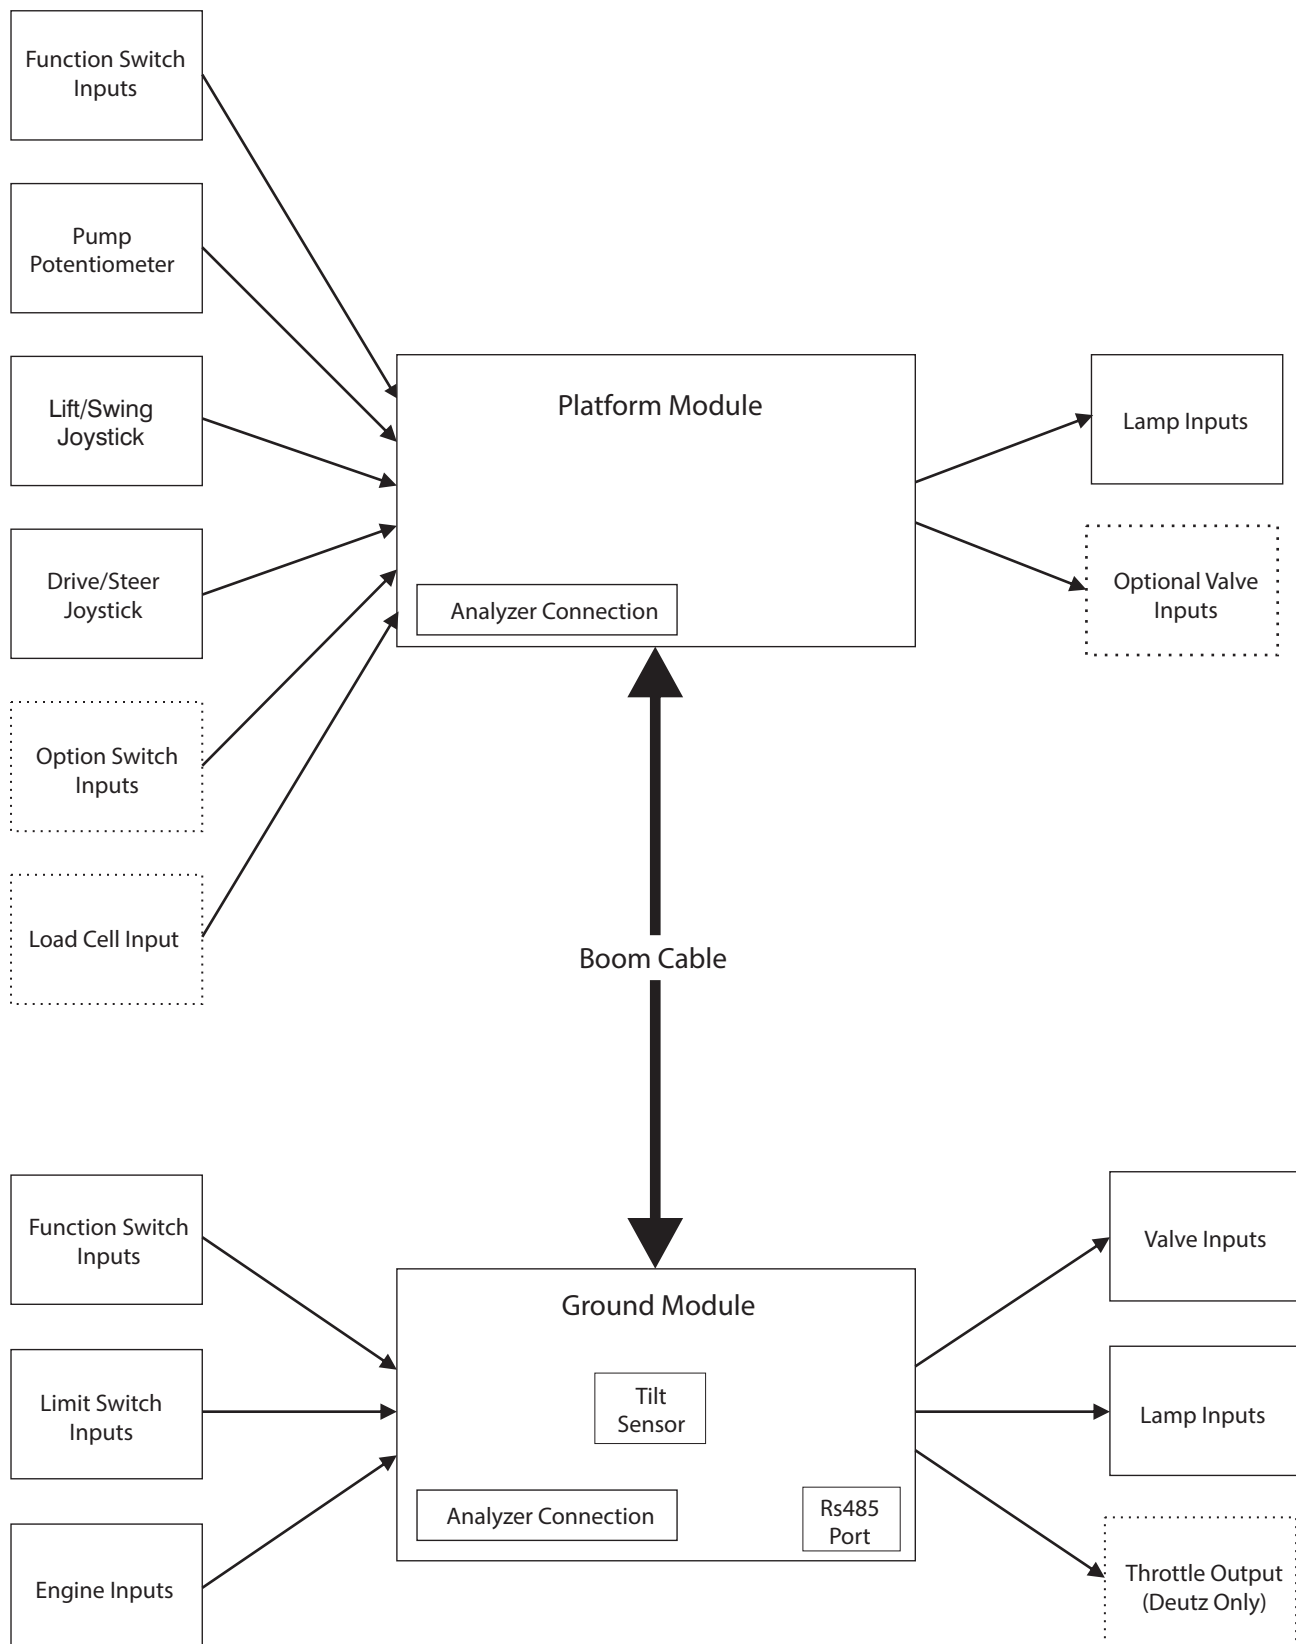 Function Switch
Inputs
Pump
Potentiometer
Lift/Swing
Joystick
Drive/Steer
Joystick
Option Switch
Inputs
Load Cell Input
Platform Module
Analyzer Connection
Lamp Inputs
Optional Valve
Inputs
Boom Cable
Function Switch
Inputs
Limit Switch
Inputs
Engine Inputs
Ground Module
Tilt
Sensor
Analyzer Connection
Rs485
Port
Valve Inputs
Lamp Inputs
Throttle Output
(Deutz Only)